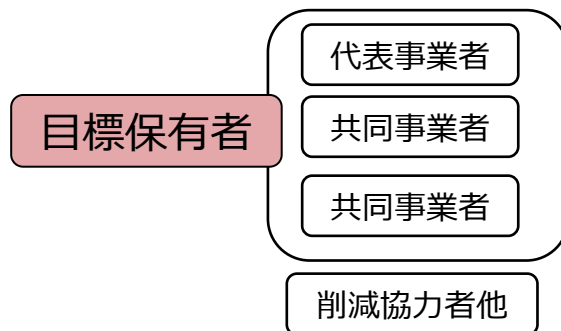 代表事業者
目標保有者
共同事業者
共同事業者
削減協力者他